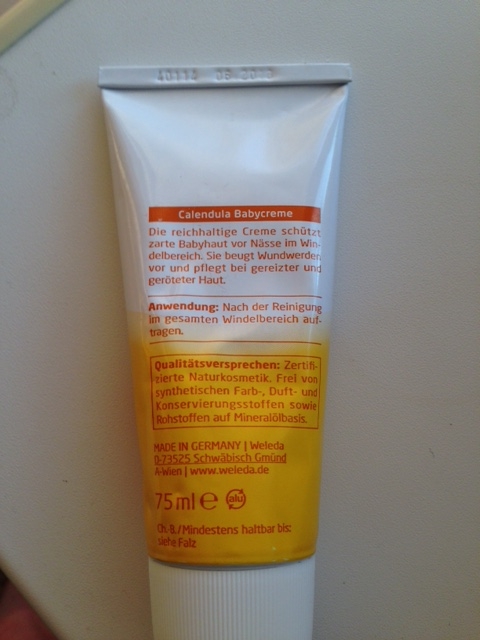 40114 08 2012
Calendula Babycreme
Die reichhaltige Creme schützt
zarte Babyhaut vor Nässe im Win-
delbereich. Sie beugt Wundwerden
vor und pflegt bei gereizter und
geröteter Haut.
Anwendung: Nach der Reinigung
im gesamten Windelbereich auf-
tragen.
Qualitätsversprechen: Zertifi-
zierte Naturkosmetik. Frei von
synthetischen Farb-, Duft- und
Konservierungsstoffen sowie
Rohstoffen auf Mineralölbasis.
MADE IN GERMANY | Weleda
D-73525 Schwäbisch Gmünd
A-Wien | www.weleda.de
75 ml e alu
Ch.-B./Mindestens haltbar bis:
siehe Falz